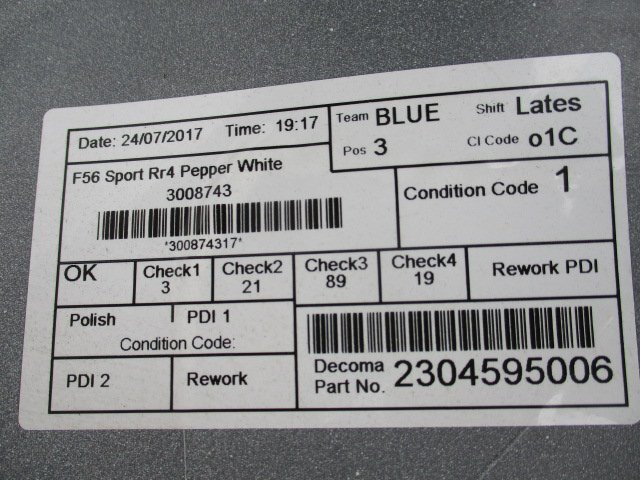 Date: 24/07/2017 Time: 19:17
Team BLUE Shift Lates
Pos 3 CI Code o1C
F56 Sport Rr4 Pepper White
3008743
*300874317*
Condition Code 1
OK
Check1
3
Check2
21
Check3
89
Check4
19
Rework PDI
Polish PDI 1
Condition Code:
PDI 2 Rework
Decoma
Part No. 2304595006